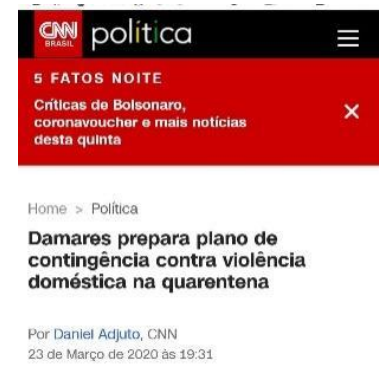 CNN
BRASIL
política
5 FATOS NOITE
Críticas de Bolsonaro,
coronavoucher e mais notícias
desta quinta
Home > Política
Damares prepara plano de
contingência contra violência
doméstica na quarentena
Por Daniel Adjuto, CNN
23 de Março de 2020 às 19:31